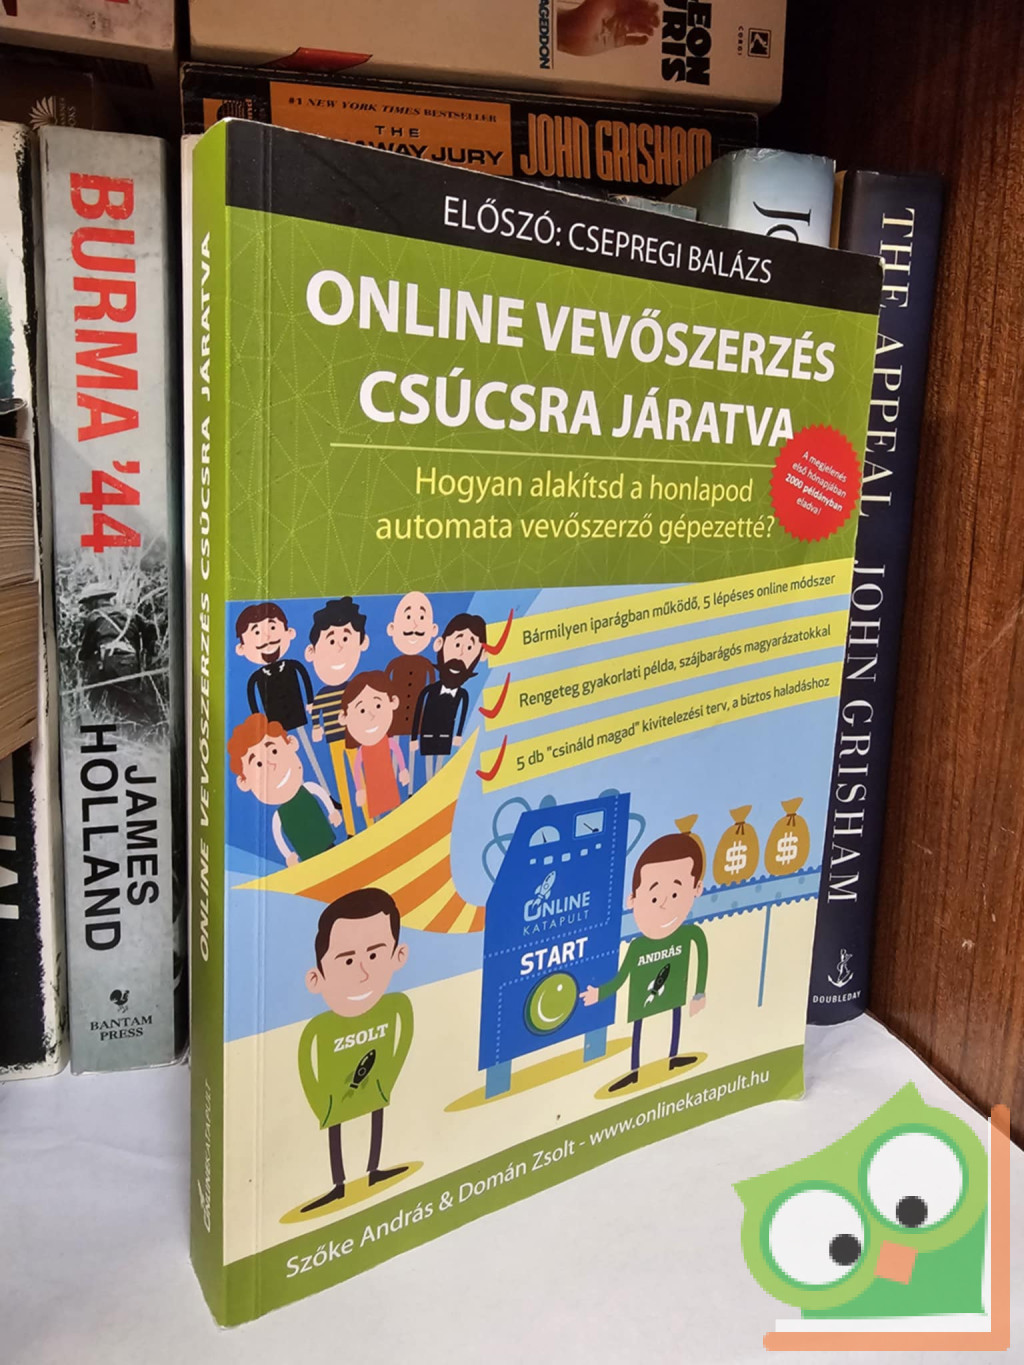 ELŐSZÓ: CSEPREGI BALÁZS
ONLINE VEVŐSZERZÉS
CSÚCSRA JÁRATVA
Hogyan alakítsd a honlapod
automata vevőszerző gépezetté?
A megjelenés
első hónapjában
2000 példányban
eladva!
Bármilyen iparágban működő, 5 lépéses online módszer
Rengeteg gyakorlati példa, szájbarágós magyarázatokkal
5 db "csináld magad" kivitelezési terv, a biztos haladáshoz
ONLINE
KATAPULT
START
ANDRÁS
ZSOLT
$ $
Szőke András & Domán Zsolt - www.onlinekatapult.hu
ONLINE VEVŐSZERZÉS CSÚCSRA JÁRATVA
ONLINEKATAPULT
BURMA '44
JAMES
HOLLAND
BANTAM
PRESS
#1 NEW YORK TIMES BESTSELLER
THE
JURY
JOHN GRISHAM
CORGI
THE APPEAL JOHN GRISHAM
DOUBLEDAY